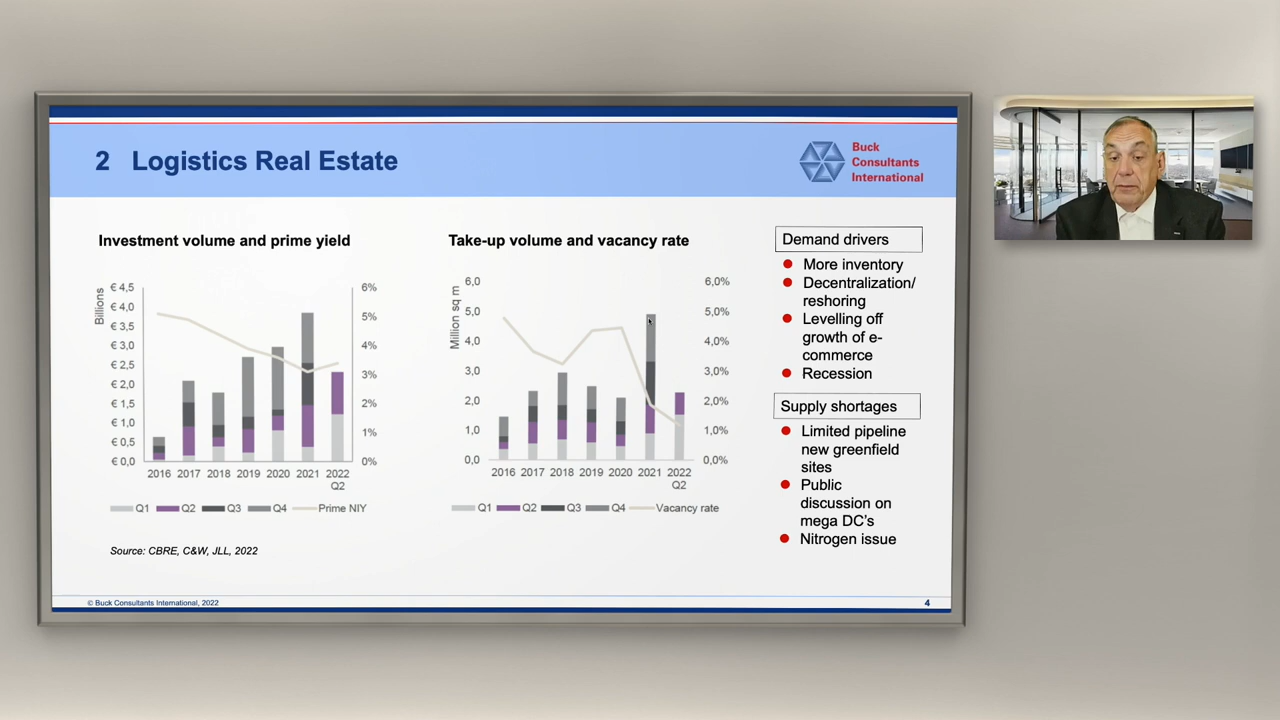 2 Logistics Real Estate
Buck
Consultants
International
Investment volume and prime yield
Billions
€ 4,5
€ 4,0
€ 3,5
€ 3,0
€ 2,5
€ 2,0
€ 1,5
€ 1,0
€ 0,5
€ 0,0
6%
5%
4%
3%
2%
1%
0%
2016 2017 2018 2019 2020 2021 2022
Q2
Q1 Q2 Q3 Q4 Prime NIY
Source: CBRE, C&W, JLL, 2022
Take-up volume and vacancy rate
Million sq m
6,0
5,0
4,0
3,0
2,0
1,0
0,0
6,0%
5,0%
4,0%
3,0%
2,0%
1,0%
0,0%
2016 2017 2018 2019 2020 2021 2022
Q2
Q1 Q2 Q3 Q4 Vacancy rate
Demand drivers
More inventory
Decentralization/
reshoring
Levelling off
growth of e-
commerce
Recession
Supply shortages
Limited pipeline
new greenfield
sites
Public
discussion on
mega DC's
Nitrogen issue
© Buck Consultants International, 2022
4